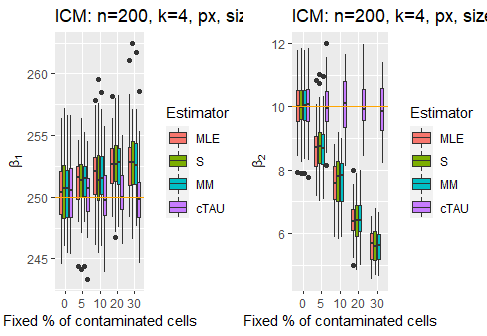 ICM: n=200, k=4, px, size
260
255
250
245
β1
0 5 10 20 30
Fixed % of contaminated cells
Estimator
MLE
S
MM
cTAU
ICM: n=200, k=4, px, size
12
10
8
6
β2
0 5 10 20 30
Fixed % of contaminated cells
Estimator
MLE
S
MM
cTAU